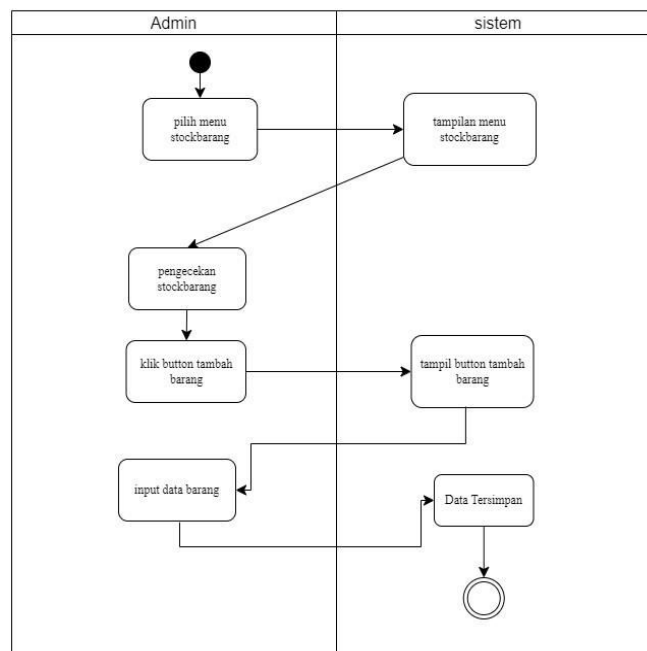 Admin
sistem
pilih menu
stockbarang
tampilan menu
stockbarang
pengecekan
stockbarang
klik button tambah
barang
tampil button tambah
barang
input data barang
Data Tersimpan